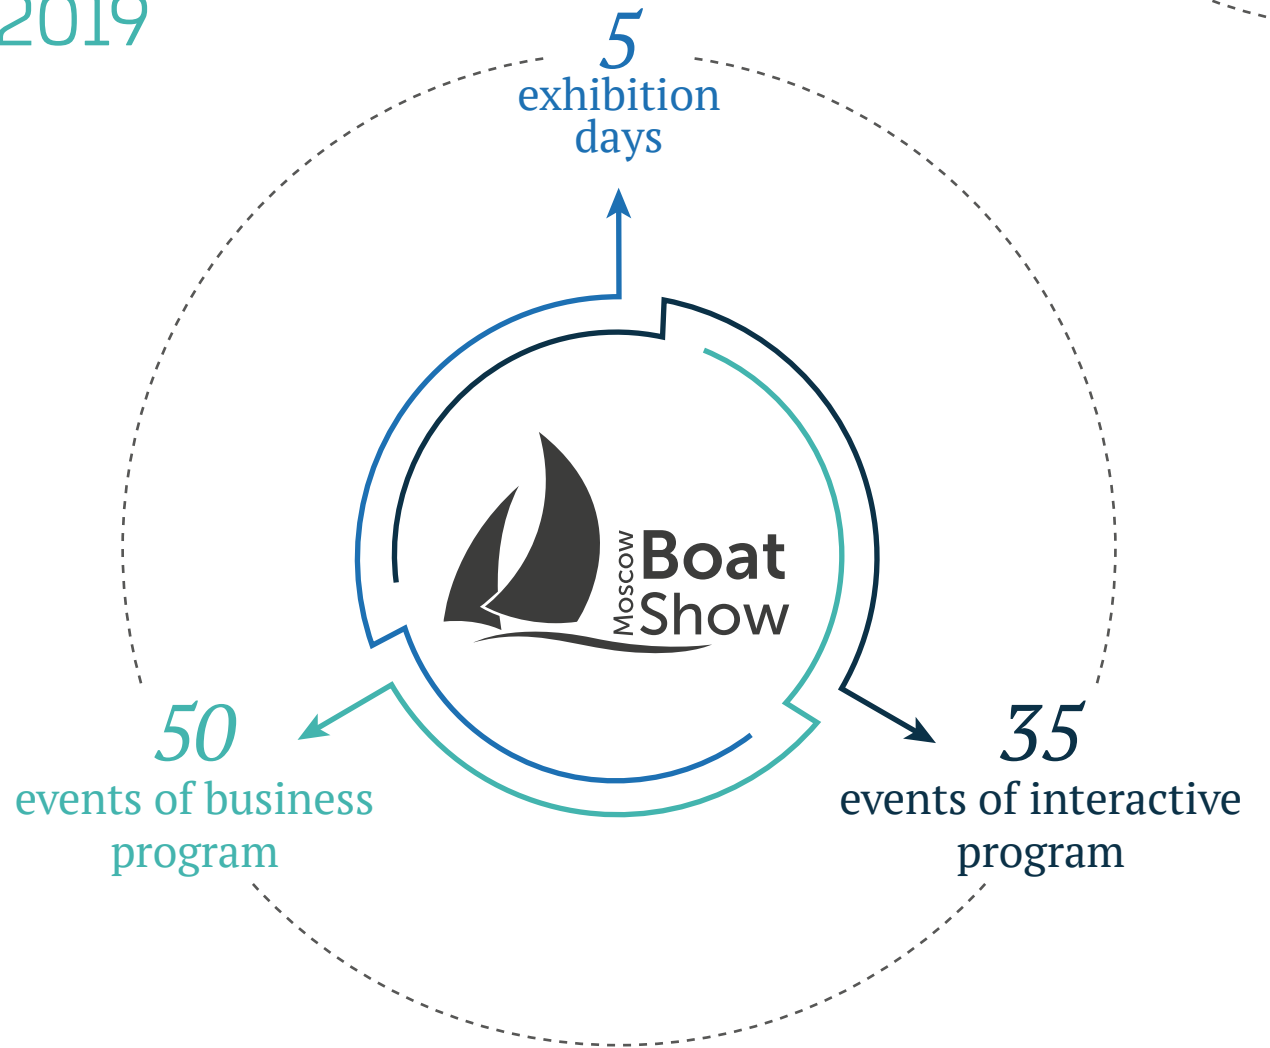 2019
5
exhibition
days
Moscow
Boat
Show
50
events of business
program
35
events of interactive
program